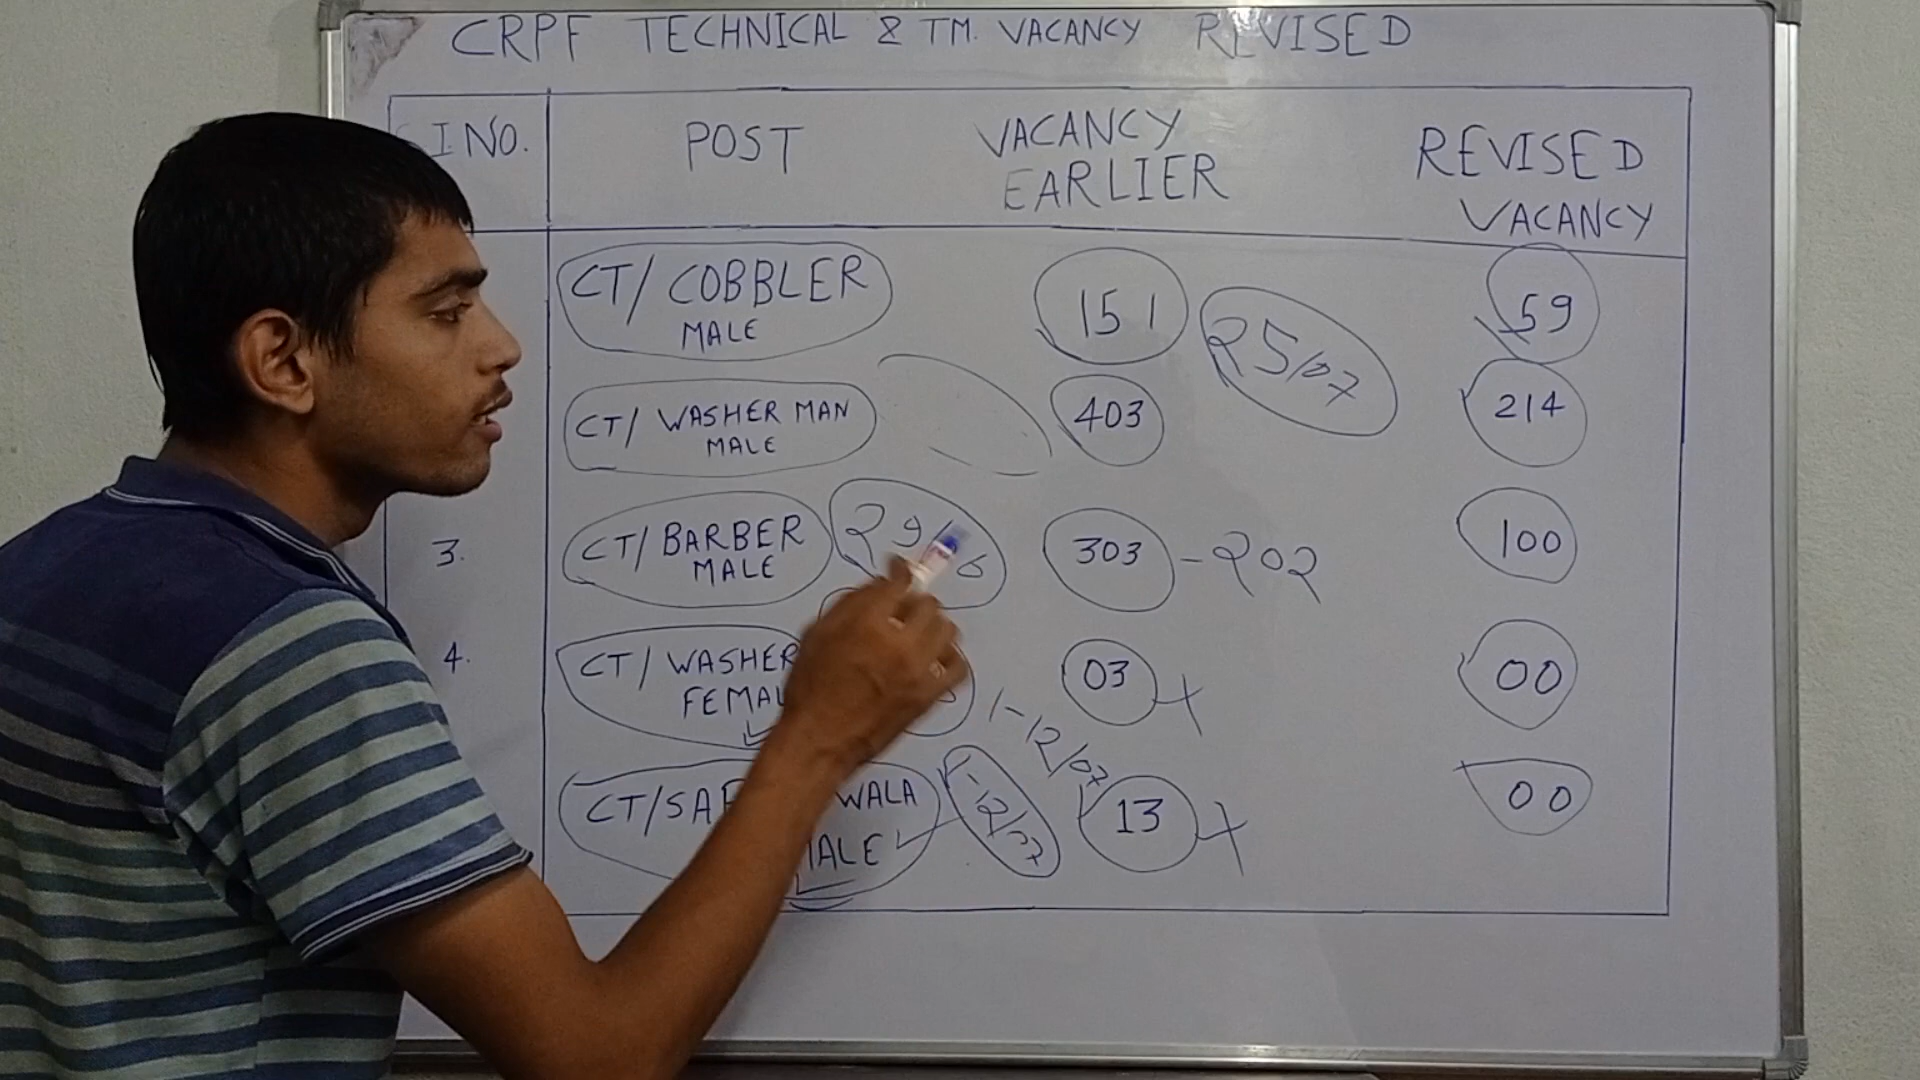 CRPF TECHNICAL & TM. VACANCY REVISED
NO. POST VACANCY EARLIER REVISED VACANCY
CT/ COBBLER MALE 151 25/07 59
CT/ WASHER MAN MALE 403 214
3. CT/ BARBER MALE 303 - 202 100
4. CT/ WASHER 03 00
1-12/07
CT/ WALA 13 00